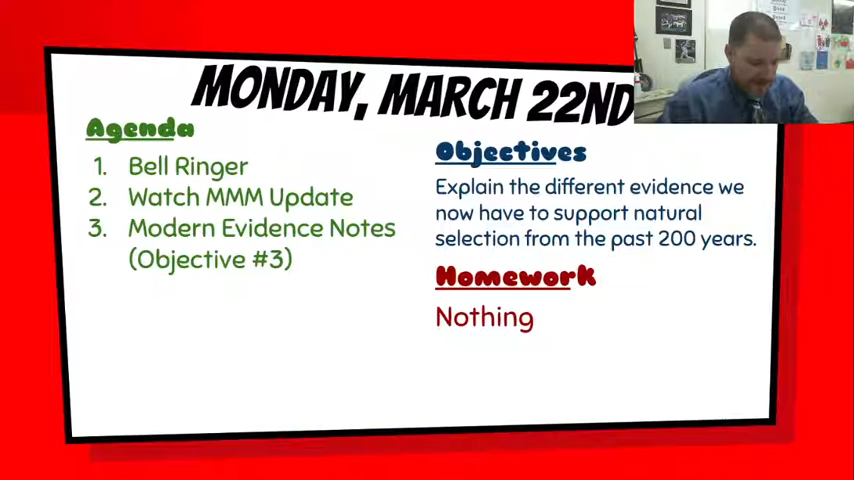 MONDAY, MARCH 22ND
Agenda
1. Bell Ringer
2. Watch MMM Update
3. Modern Evidence Notes
(Objective #3)
Objectives
Explain the different evidence we
now have to support natural
selection from the past 200 years.
Homework
Nothing